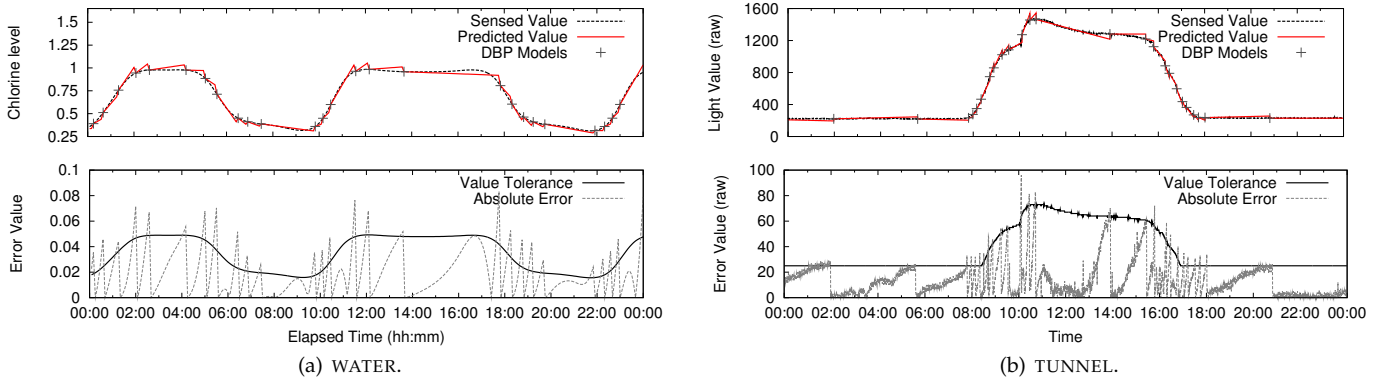 Chlorine level
1.5
1.25
1
0.75
0.5
0.25
Sensed Value
Predicted Value
DBP Models
Error Value
0.1
0.08
0.06
0.04
0.02
0
Value Tolerance
Absolute Error
00:00 02:00 04:00 06:00 08:00 10:00 12:00 14:00 16:00 18:00 20:00 22:00 00:00
Elapsed Time (hh:mm)
(a) WATER.
Light Value (raw)
1600
1200
800
400
0
Sensed Value
Predicted Value
DBP Models
Error Value (raw)
100
80
60
40
20
0
Value Tolerance
Absolute Error
00:00 02:00 04:00 06:00 08:00 10:00 12:00 14:00 16:00 18:00 20:00 22:00 00:00
Time
(b) TUNNEL.